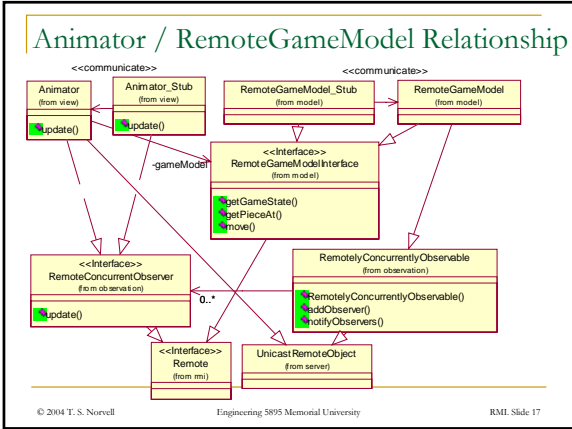 Animator / RemoteGameModel Relationship
<<communicate>>
<<communicate>>
Animator
(from view)
update()
Animator_Stub
(from view)
update()
RemoteGameModel_Stub
(from model)
RemoteGameModel
(from model)
-gameModel
<<Interface>>
RemoteGameModelInterface
(from model)
getGameState()
getPieceAt()
move()
<<Interface>>
RemoteConcurrentObserver
(from observation)
update()
0..*
RemotelyConcurrentlyObservable
(from observation)
RemotelyConcurrentlyObservable()
addObserver()
notifyObservers()
<<Interface>>
Remote
(from rmi)
UnicastRemoteObject
(from server)
© 2004 T. S. Norvell
Engineering 5895 Memorial University
RMI. Slide 17